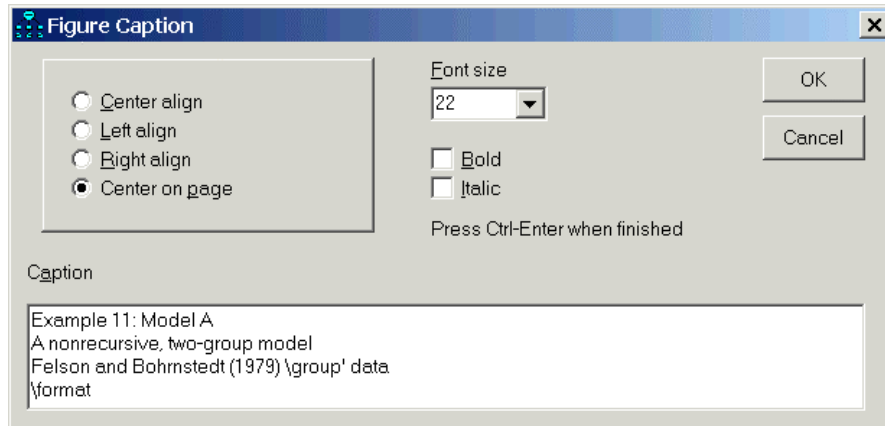 Figure Caption
Center align
Left align
Right align
Center on page
Font size
22
Bold
Italic
Press Ctrl-Enter when finished
OK
Cancel
Caption
Example 11: Model A
A nonrecursive, two-group model
Felson and Bohrnstedt (1979) \group' data
\format